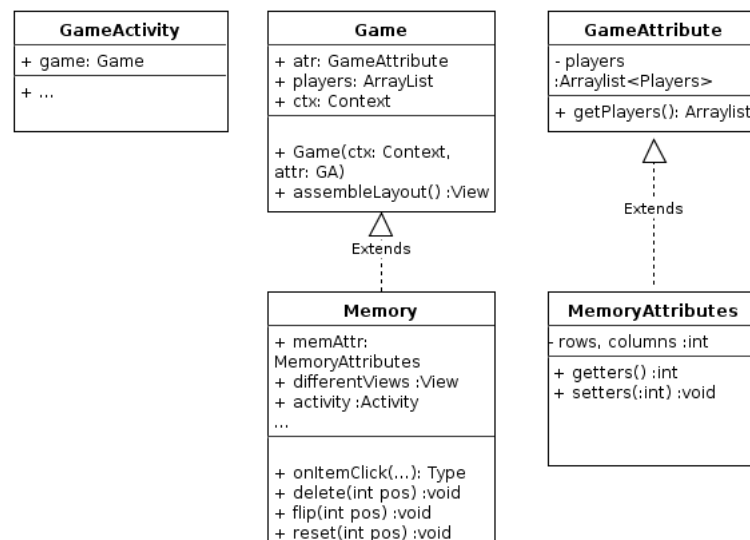 GameActivity
+ game: Game
+ ...
Game
+ atr: GameAttribute
+ players: ArrayList
+ ctx: Context
+ Game(ctx: Context,
attr: GA)
+ assembleLayout() :View
GameAttribute
- players
:Arraylist<Players>
+ getPlayers(): Arraylist
Extends
Extends
Memory
+ memAttr:
MemoryAttributes
+ differentViews :View
+ activity :Activity
...
+ onItemClick(...): Type
+ delete(int pos) :void
+ flip(int pos) :void
+ reset(int pos) :void
MemoryAttributes
- rows, columns :int
+ getters() :int
+ setters(:int) :void